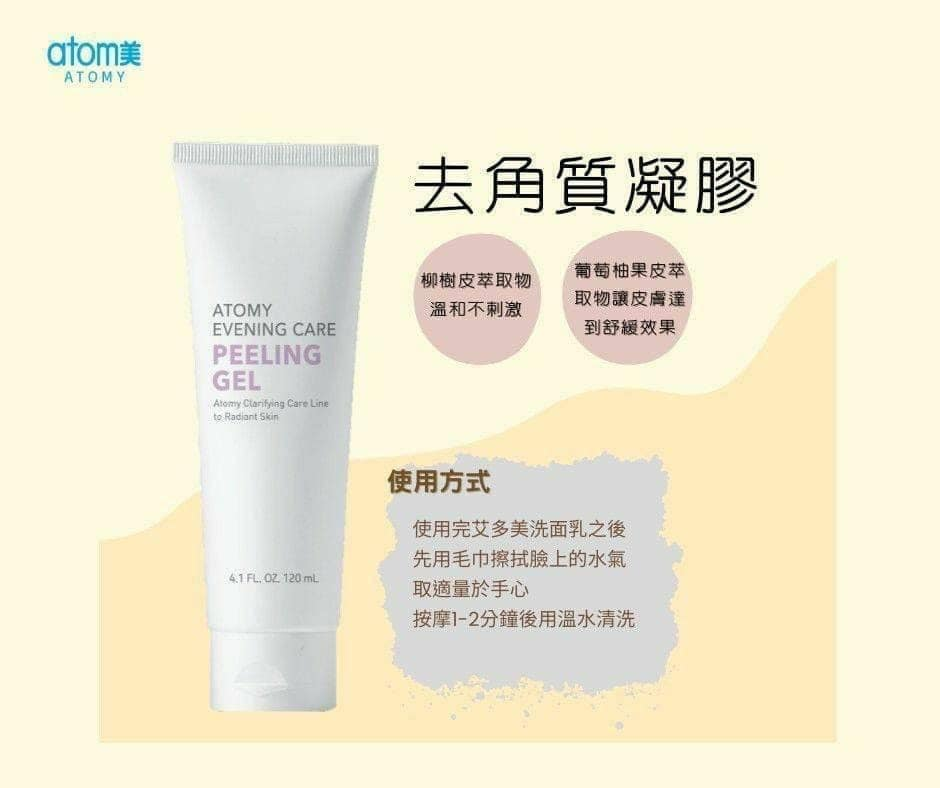 atom美
ATOMY
去角質凝膠
柳樹皮萃取物
溫和不刺激
葡萄柚果皮萃
取物讓皮膚達
到舒緩效果
ATOMY
EVENING CARE
PEELING
GEL
Atomy Clarifying Care Line
to Radiant Skin
4.1 FL. OZ. 120 mL
使用方式
使用完艾多美洗面乳之後
先用毛巾擦拭臉上的水氣
取適量於手心
按摩1-2分鐘後用溫水清洗